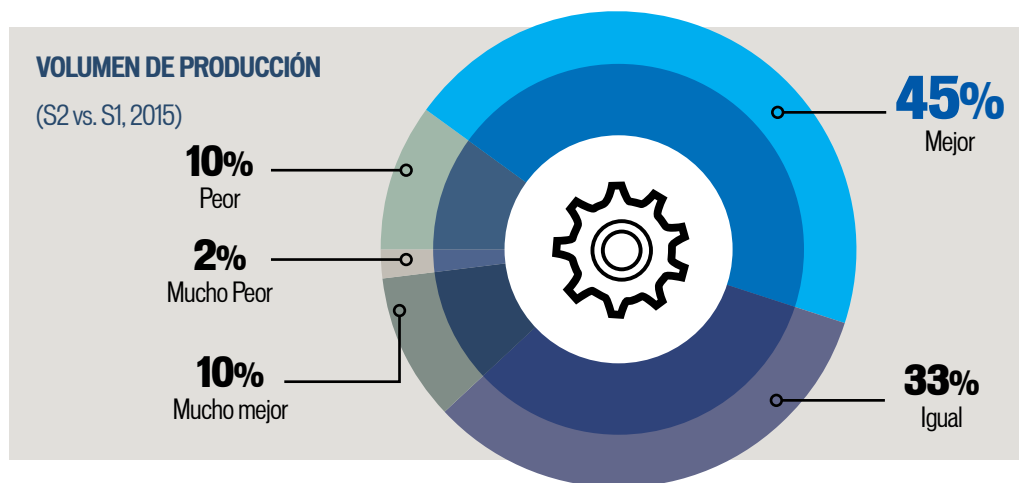 VOLUMEN DE PRODUCCIÓN
(S2 vs. S1, 2015)
45%
Mejor
10%
Peor
2%
Mucho Peor
10%
Mucho mejor
33%
Igual